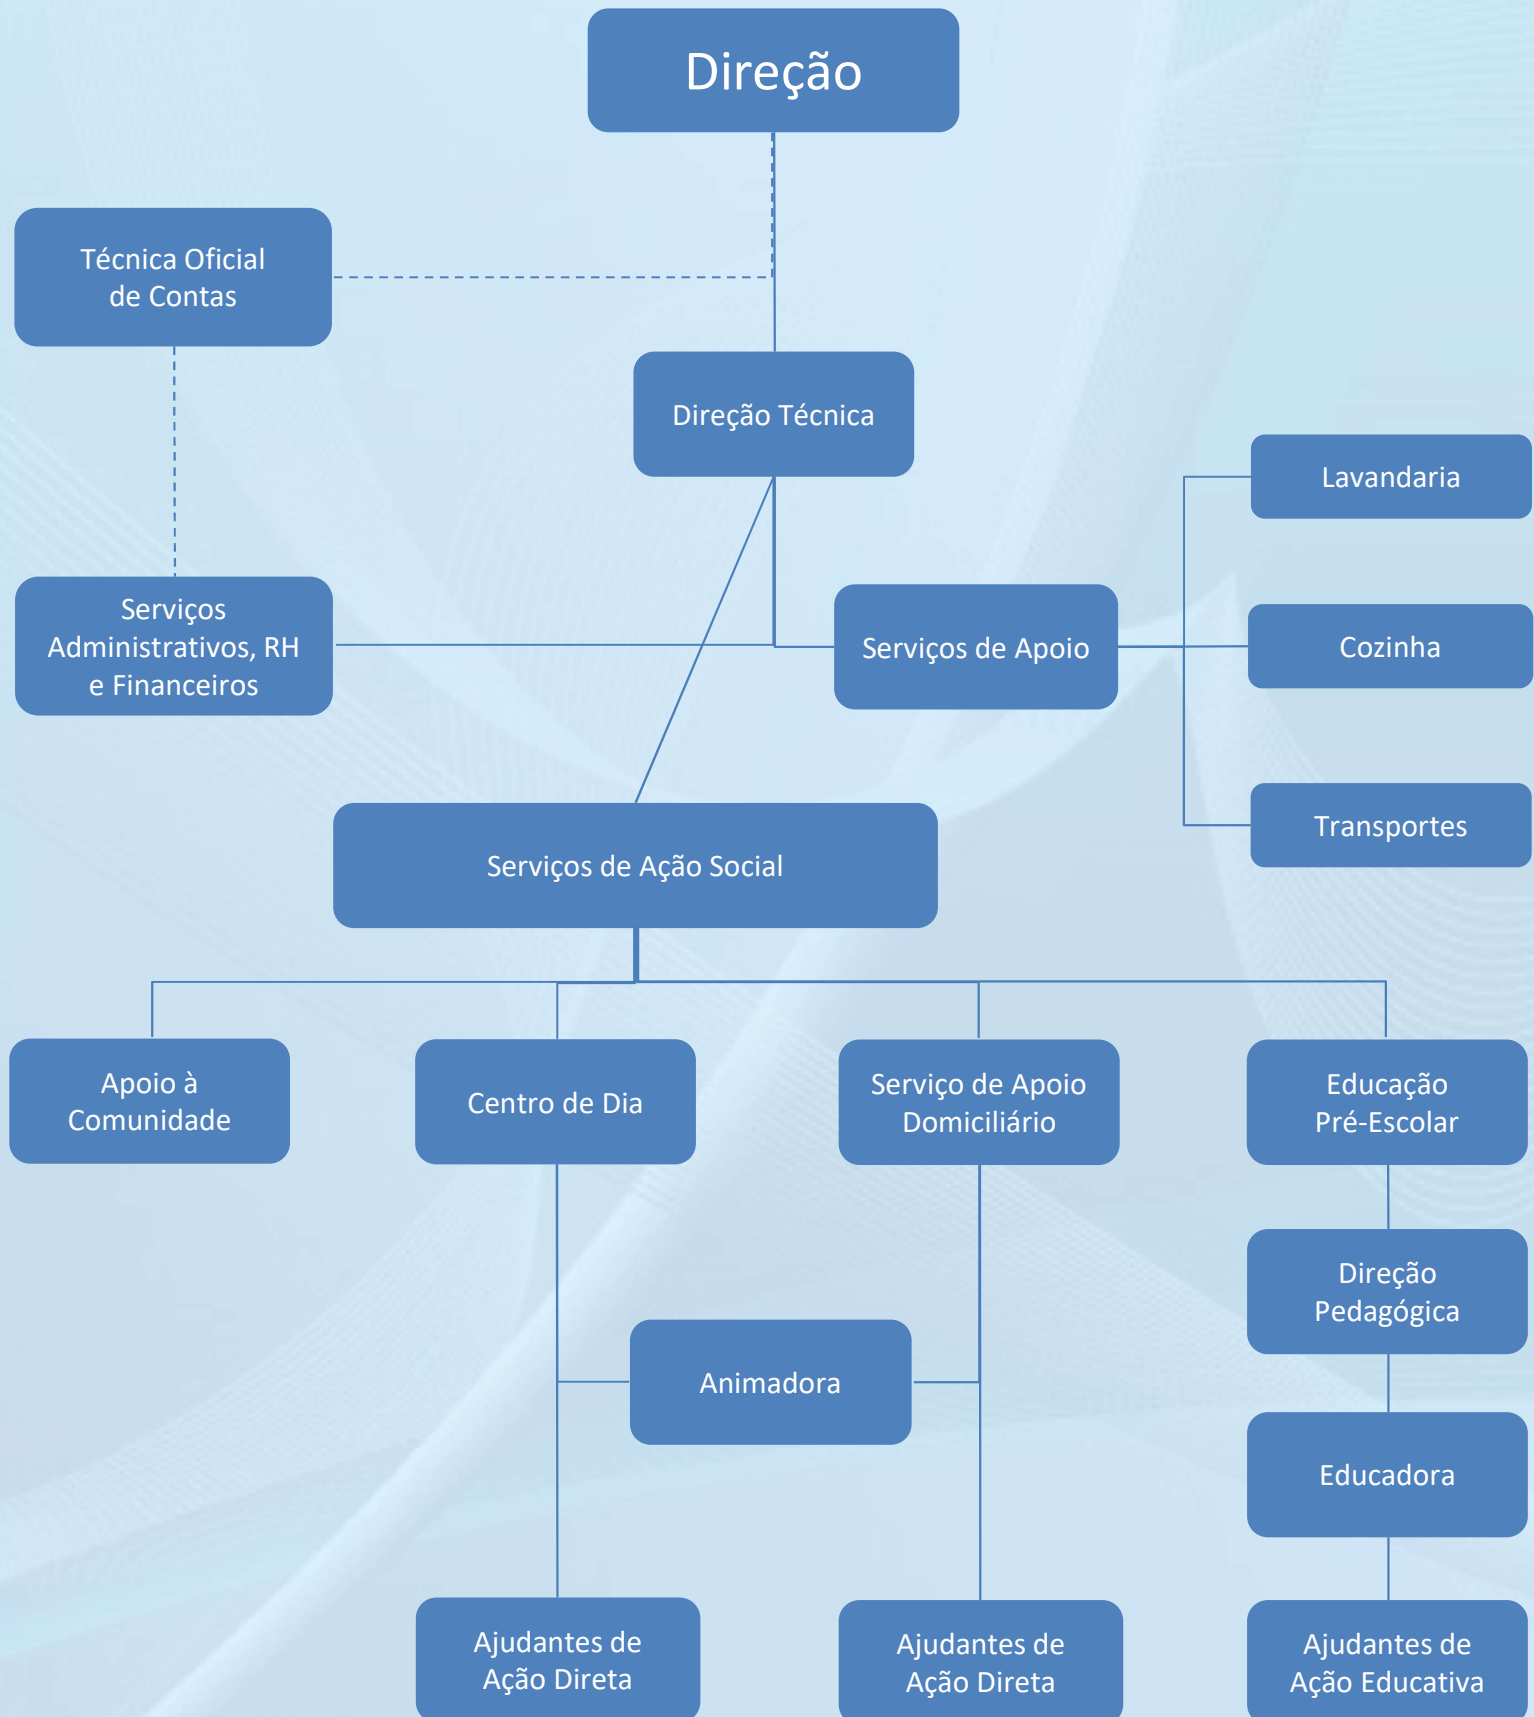 Direção
Técnica Oficial
de Contas
Direção Técnica
Lavandaria
Serviços
Administrativos, RH
e Financeiros
Serviços de Apoio
Cozinha
Transportes
Serviços de Ação Social
Apoio à
Comunidade
Centro de Dia
Serviço de Apoio
Domiciliário
Educação
Pré-Escolar
Direção
Pedagógica
Animadora
Educadora
Ajudantes de
Ação Direta
Ajudantes de
Ação Direta
Ajudantes de
Ação Educativa